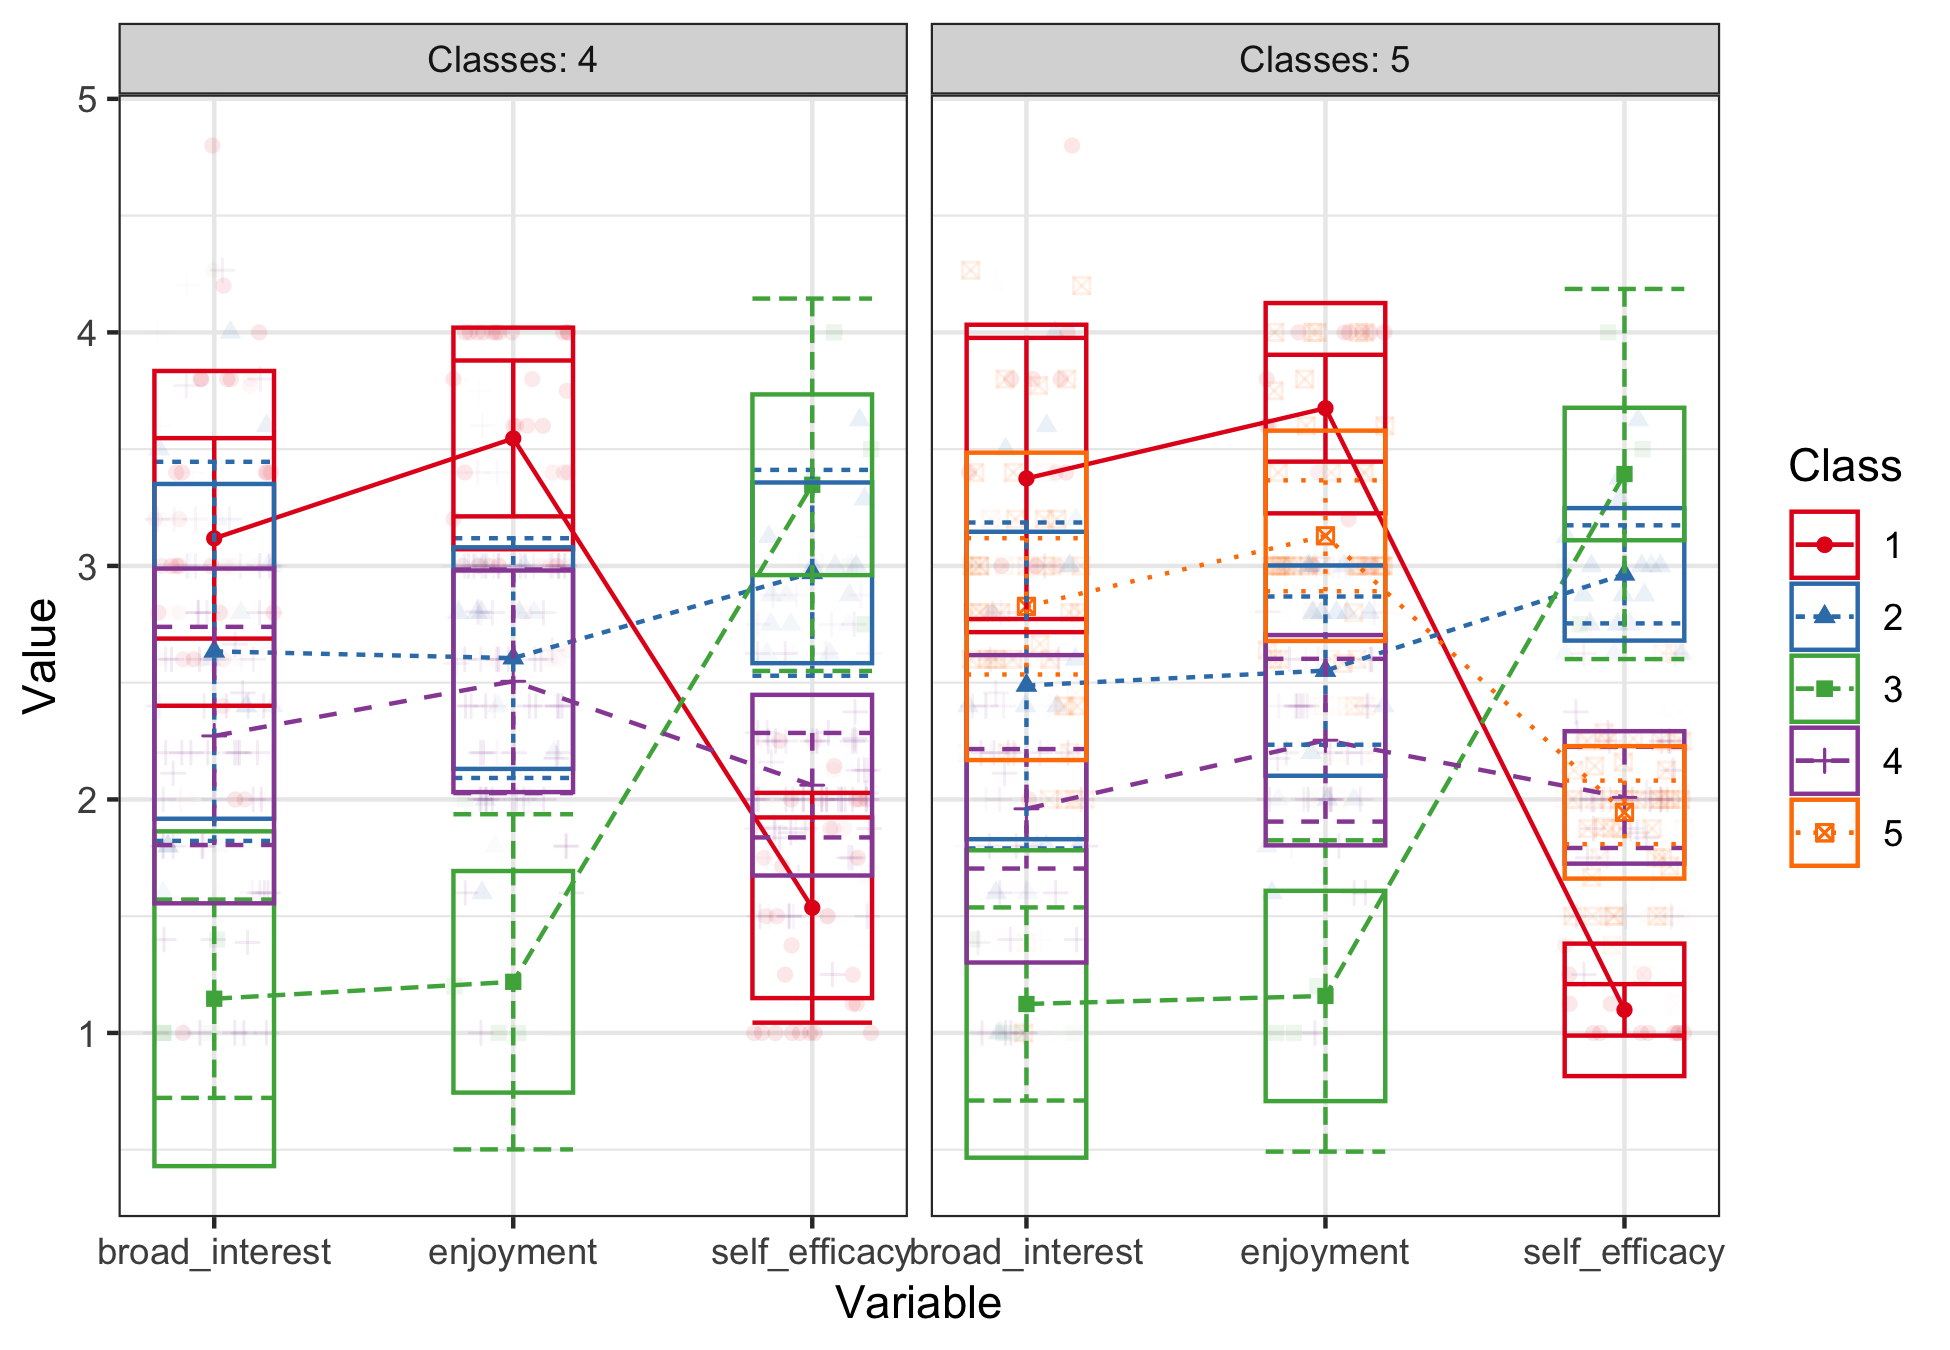 Classes: 4
Classes: 5
5
4
3
2
1
Value
broad_interest
enjoyment
self_efficacy
broad_interest
enjoyment
self_efficacy
Variable
Class
1
2
3
4
5